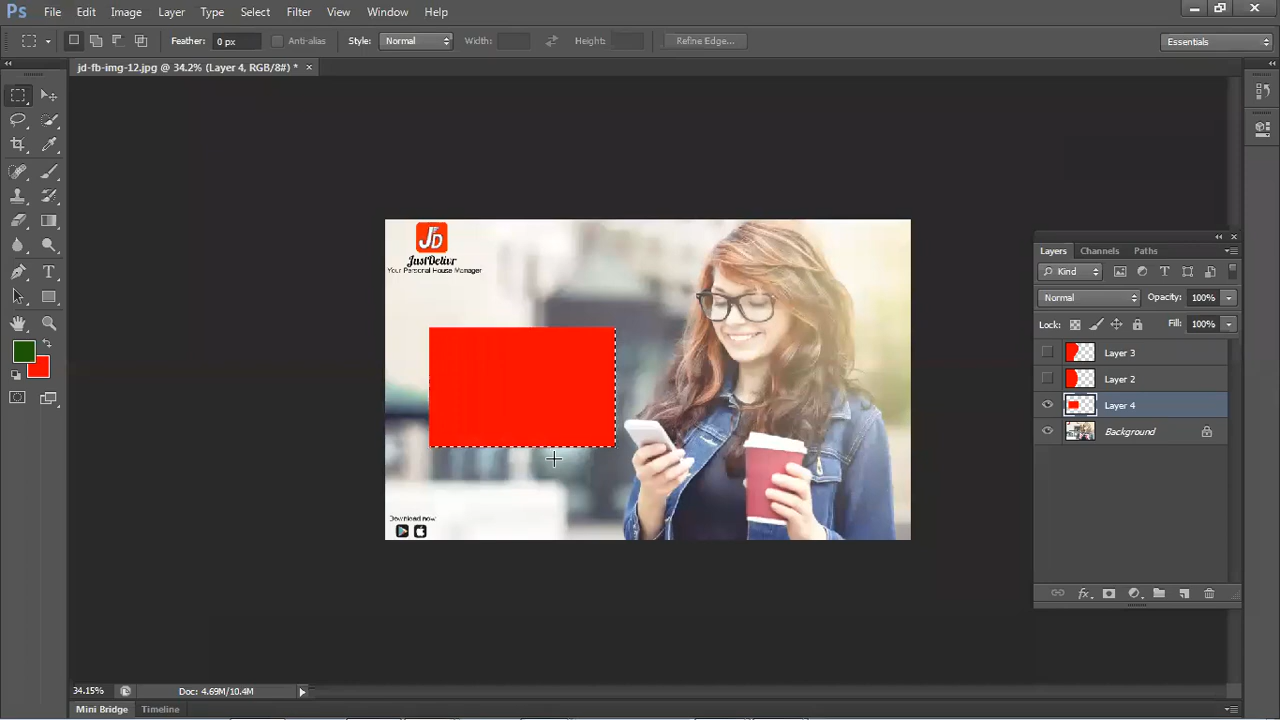 Ps File Edit Image Layer Type Select Filter View Window Help
Feather: 0 px Anti-alias Style: Normal Width: Height: Refine Edge... Essentials
jd-fb-img-12.jpg @ 34.2% (Layer 4, RGB/8#) *
JD
JustDelivr
Your Personal House Manager
Download now
Layers Channels Paths
Kind
Normal Opacity: 100%
Lock: Fill: 100%
Layer 3
Layer 2
Layer 4
Background
34.15% Doc: 4.69M/10.4M
Mini Bridge Timeline